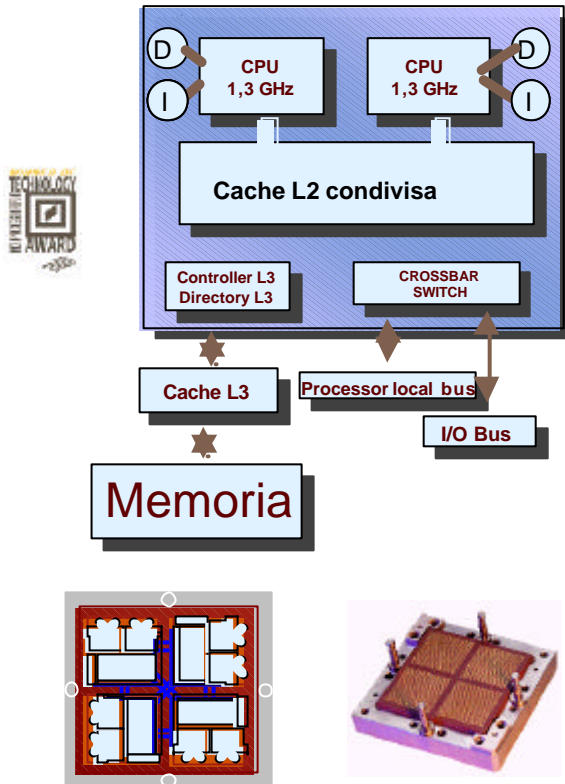 D
I
CPU
1,3 GHz
CPU
1,3 GHz
D
I
Cache L2 condivisa
TECHNOLOGY
AWARD
Controller L3
Directory L3
CROSSBAR
SWITCH
Cache L3
Processor local bus
I/O Bus
Memoria